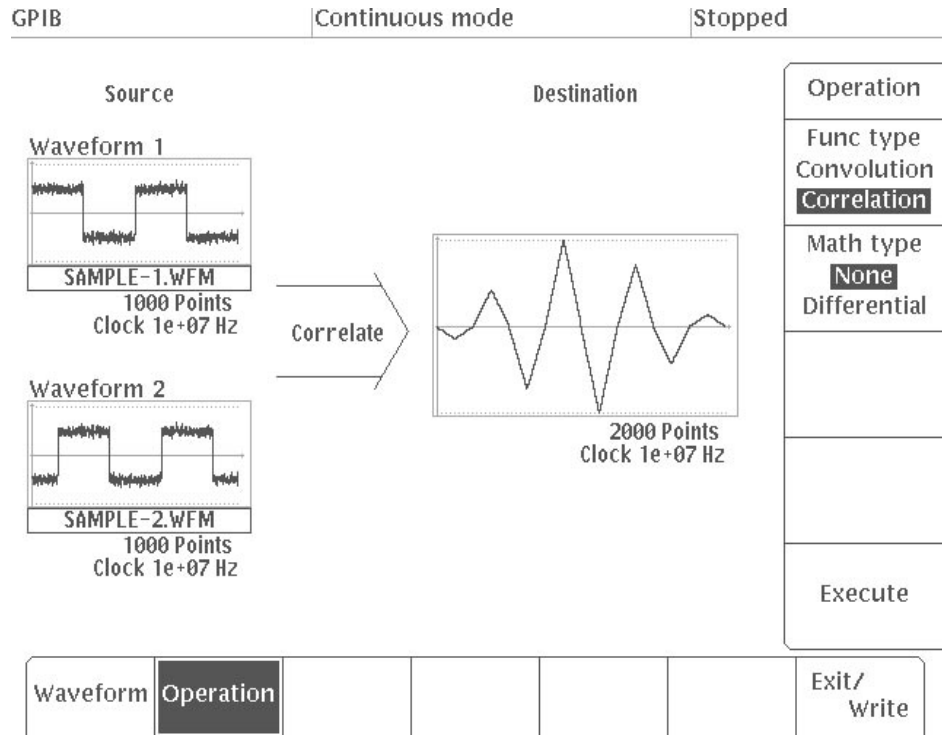 GPIB Continuous mode Stopped
Source
Destination
Waveform 1
SAMPLE-1.WFM
1000 Points
Clock 1e+07 Hz
Correlate
2000 Points
Clock 1e+07 Hz
Waveform 2
SAMPLE-2.WFM
1000 Points
Clock 1e+07 Hz
Operation
Func type
Convolution
Correlation
Math type
None
Differential
Execute
Waveform
Operation
Exit/
Write